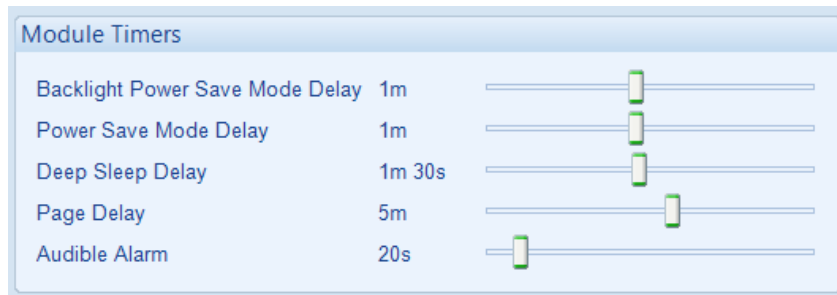 Module Timers
Backlight Power Save Mode Delay 1m
Power Save Mode Delay 1m
Deep Sleep Delay 1m 30s
Page Delay 5m
Audible Alarm 20s